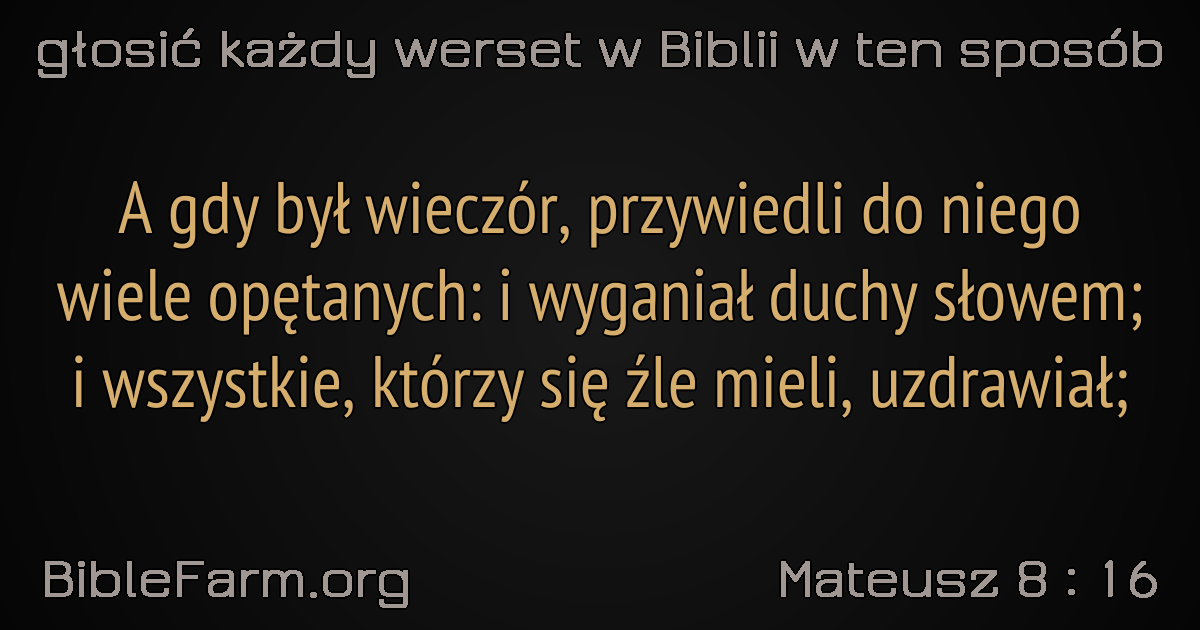 głosić każdy werset w Biblii w ten sposób
A gdy był wieczór, przywiedli do niego
wiele opętanych: i wyganiał duchy słowem;
i wszystkie, którzy się źle mieli, uzdrawiał;
BibleFarm.org
Mateusz 8 : 16